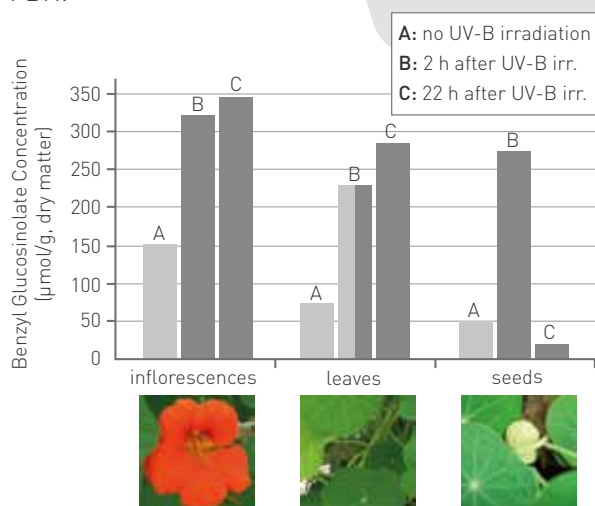 A: no UV-B irradiation
B: 2 h after UV-B irr.
C: 22 h after UV-B irr.
Benzyl Glucosinolate Concentration
(µmol/g, dry matter)
350
300
250
200
150
100
50
0
A
B
C
A
B
C
A
B
C
inflorescences
leaves
seeds